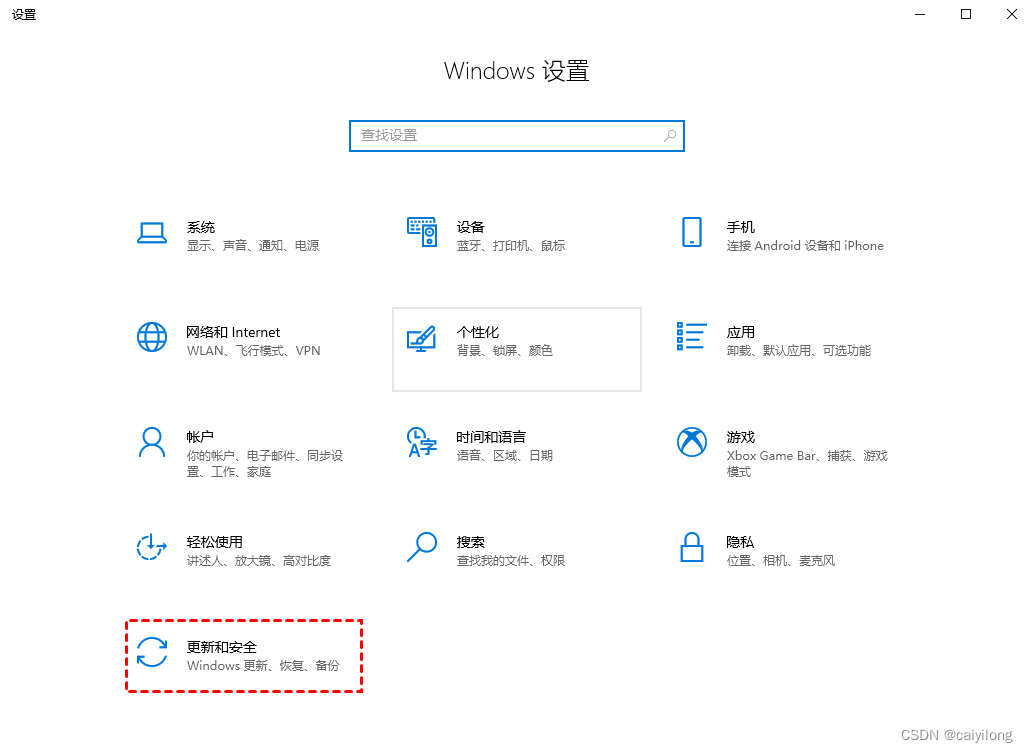 设置
Windows 设置
查找设置
系统
显示、声音、通知、电源
设备
蓝牙、打印机、鼠标
手机
连接 Android 设备和 iPhone
网络和 Internet
WLAN、飞行模式、VPN
个性化
背景、锁屏、颜色
应用
卸载、默认应用、可选功能
帐户
你的帐户、电子邮件、同步设
置、工作、家庭
时间和语言
语音、区域、日期
游戏
Xbox Game Bar、捕获、游戏
模式
轻松使用
讲述人、放大镜、高对比度
搜索
查找我的文件、权限
隐私
位置、相机、麦克风
更新和安全
Windows 更新、恢复、备份
CSDN @caiyilong